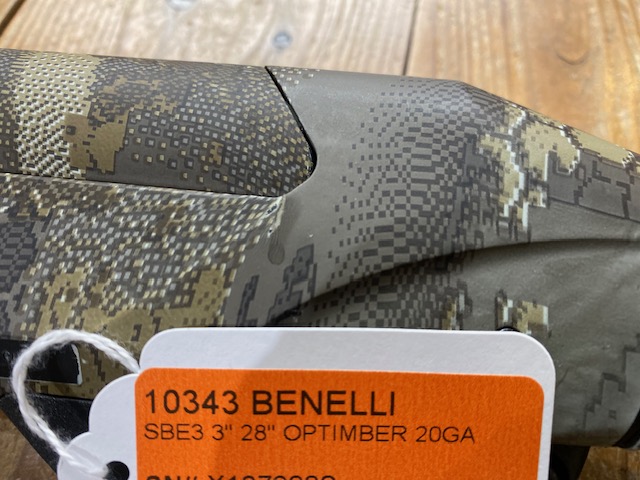 10343 BENELLI
SBE3 3" 28" OPTIMBER 20GA